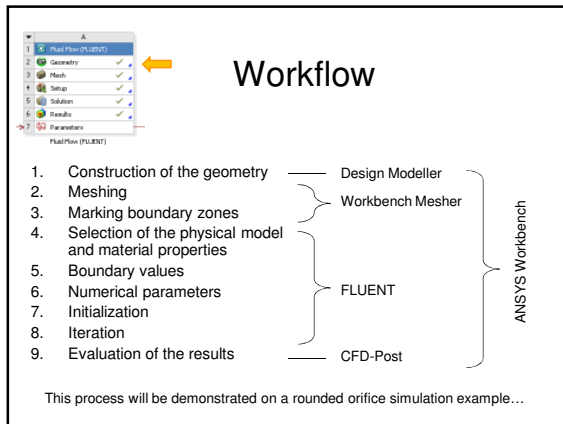 A
1 Fluid Flow (FLUENT)
2 Geometry
3 Mesh
4 Setup
5 Solution
6 Results
7 Parameters
Fluid Flow (FLUENT)
Workflow
1. Construction of the geometry
2. Meshing
3. Marking boundary zones
4. Selection of the physical model
and material properties
5. Boundary values
6. Numerical parameters
7. Initialization
8. Iteration
9. Evaluation of the results
Design Modeller
Workbench Mesher
FLUENT
CFD-Post
ANSYS Workbench
This process will be demonstrated on a rounded orifice simulation example…